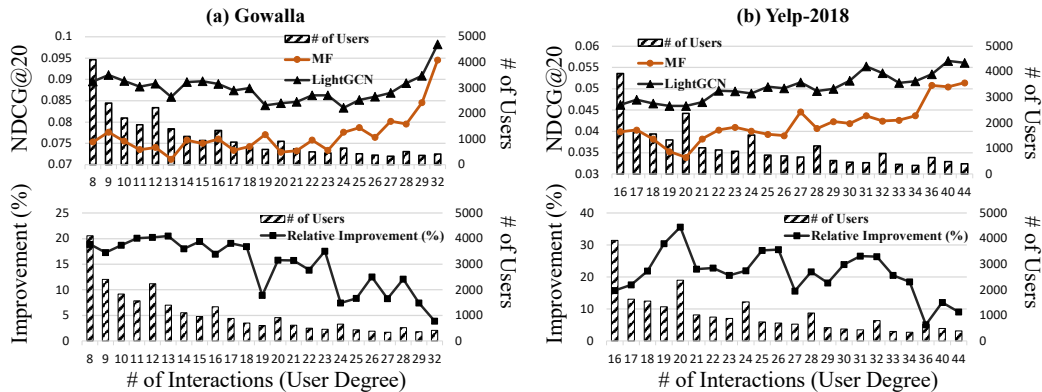 (a) Gowalla
NDCG@20
0.1
0.095
0.09
0.085
0.08
0.075
0.07
# of Users
MF
LightGCN
5000
4000
3000
2000
1000
0
# of Users
8 9 10 11 12 13 14 15 16 17 18 19 20 21 22 23 24 25 26 27 28 29 32
Improvement (%)
25
20
15
10
5
0
# of Users
Relative Improvement (%)
5000
4000
3000
2000
1000
0
# of Users
8 9 10 11 12 13 14 15 16 17 18 19 20 21 22 23 24 25 26 27 28 29 32
# of Interactions (User Degree)
(b) Yelp-2018
NDCG@20
0.06
0.055
0.05
0.045
0.04
0.035
0.03
# of Users
MF
LightGCN
5000
4000
3000
2000
1000
0
# of Users
16 17 18 19 20 21 22 23 24 25 26 27 28 29 30 31 32 33 34 36 40 44
Improvement (%)
40
30
20
10
0
# of Users
Relative Improvement (%)
5000
4000
3000
2000
1000
0
# of Users
16 17 18 19 20 21 22 23 24 25 26 27 28 29 30 31 32 33 34 36 40 44
# of Interactions (User Degree)